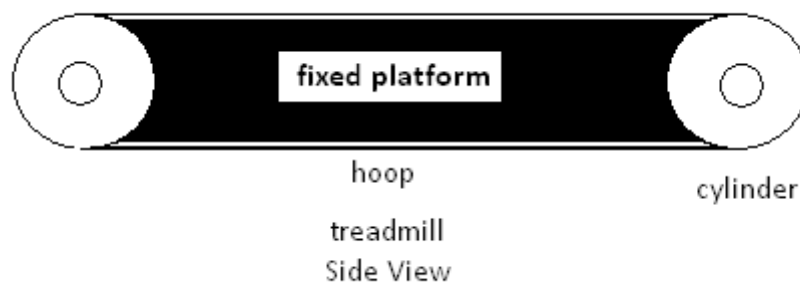 fixed platform
hoop
cylinder
treadmill
Side View